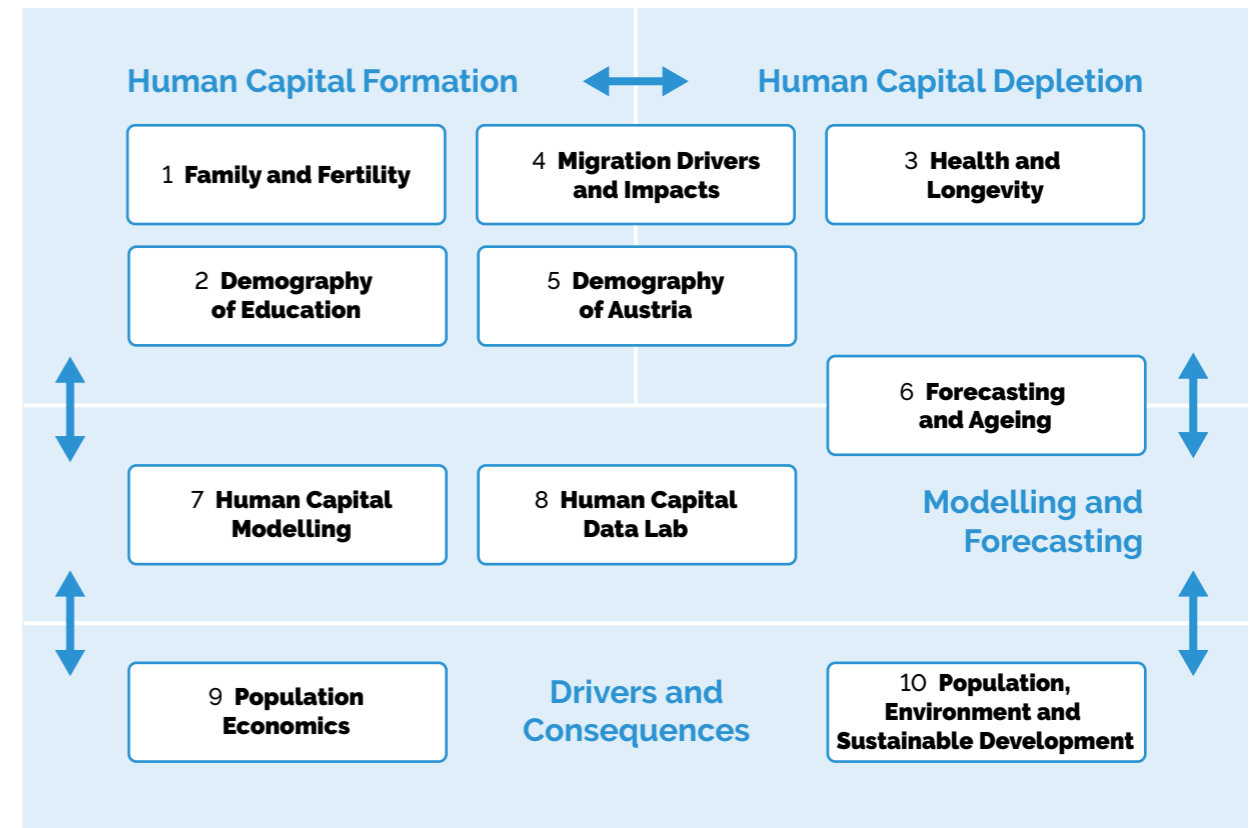 Human Capital Formation
Human Capital Depletion
1 Family and Fertility
4 Migration Drivers
and Impacts
3 Health and
Longevity
2 Demography
of Education
5 Demography
of Austria
6 Forecasting
and Ageing
7 Human Capital
Modelling
8 Human Capital
Data Lab
Modelling and
Forecasting
9 Population
Economics
Drivers and
Consequences
10 Population,
Environment and
Sustainable Development